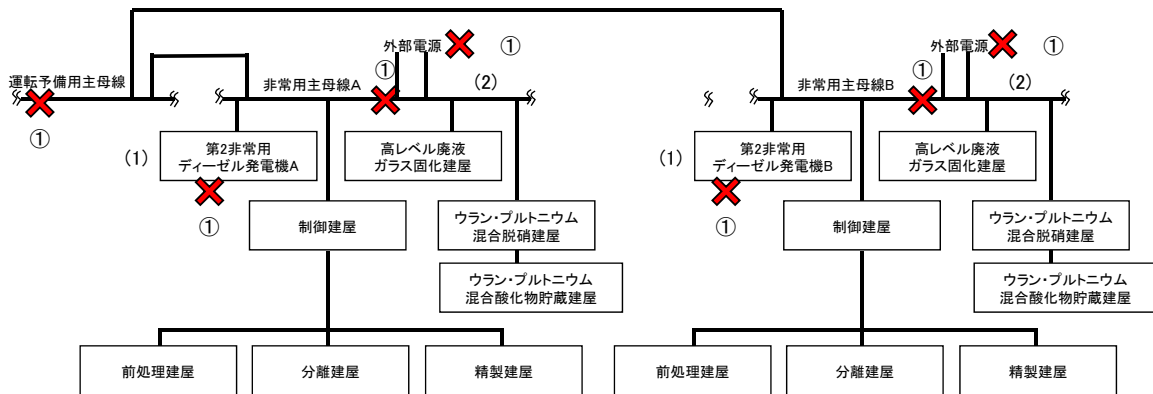 外部電源
①
外部電源
①
運転予備用主母線
非常用主母線A
①
(2)
非常用主母線B
①
(2)
①
(1)
第2非常用
ディーゼル発電機A
高レベル廃液
ガラス固化建屋
(1)
第2非常用
ディーゼル発電機B
高レベル廃液
ガラス固化建屋
①
制御建屋
ウラン・プルトニウム
混合脱硝建屋
①
制御建屋
ウラン・プルトニウム
混合脱硝建屋
ウラン・プルトニウム
混合酸化物貯蔵建屋
ウラン・プルトニウム
混合酸化物貯蔵建屋
前処理建屋
分離建屋
精製建屋
前処理建屋
分離建屋
精製建屋